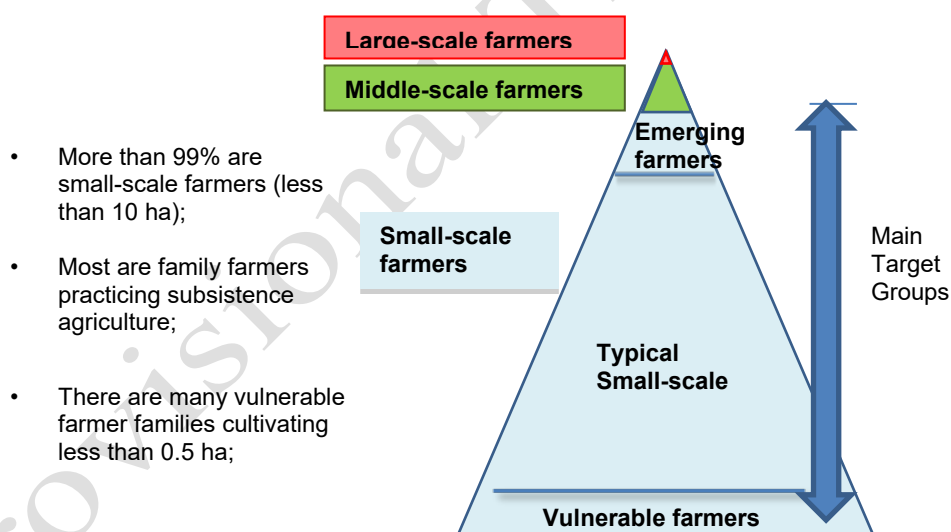 Large-scale farmers
Middle-scale farmers
Emerging
farmers
• More than 99% are
small-scale farmers (less
than 10 ha);
Small-scale
farmers
Main
Target
Groups
• Most are family farmers
practicing subsistence
agriculture;
Typical
Small-scale
• There are many vulnerable
farmer families cultivating
less than 0.5 ha;
Vulnerable farmers